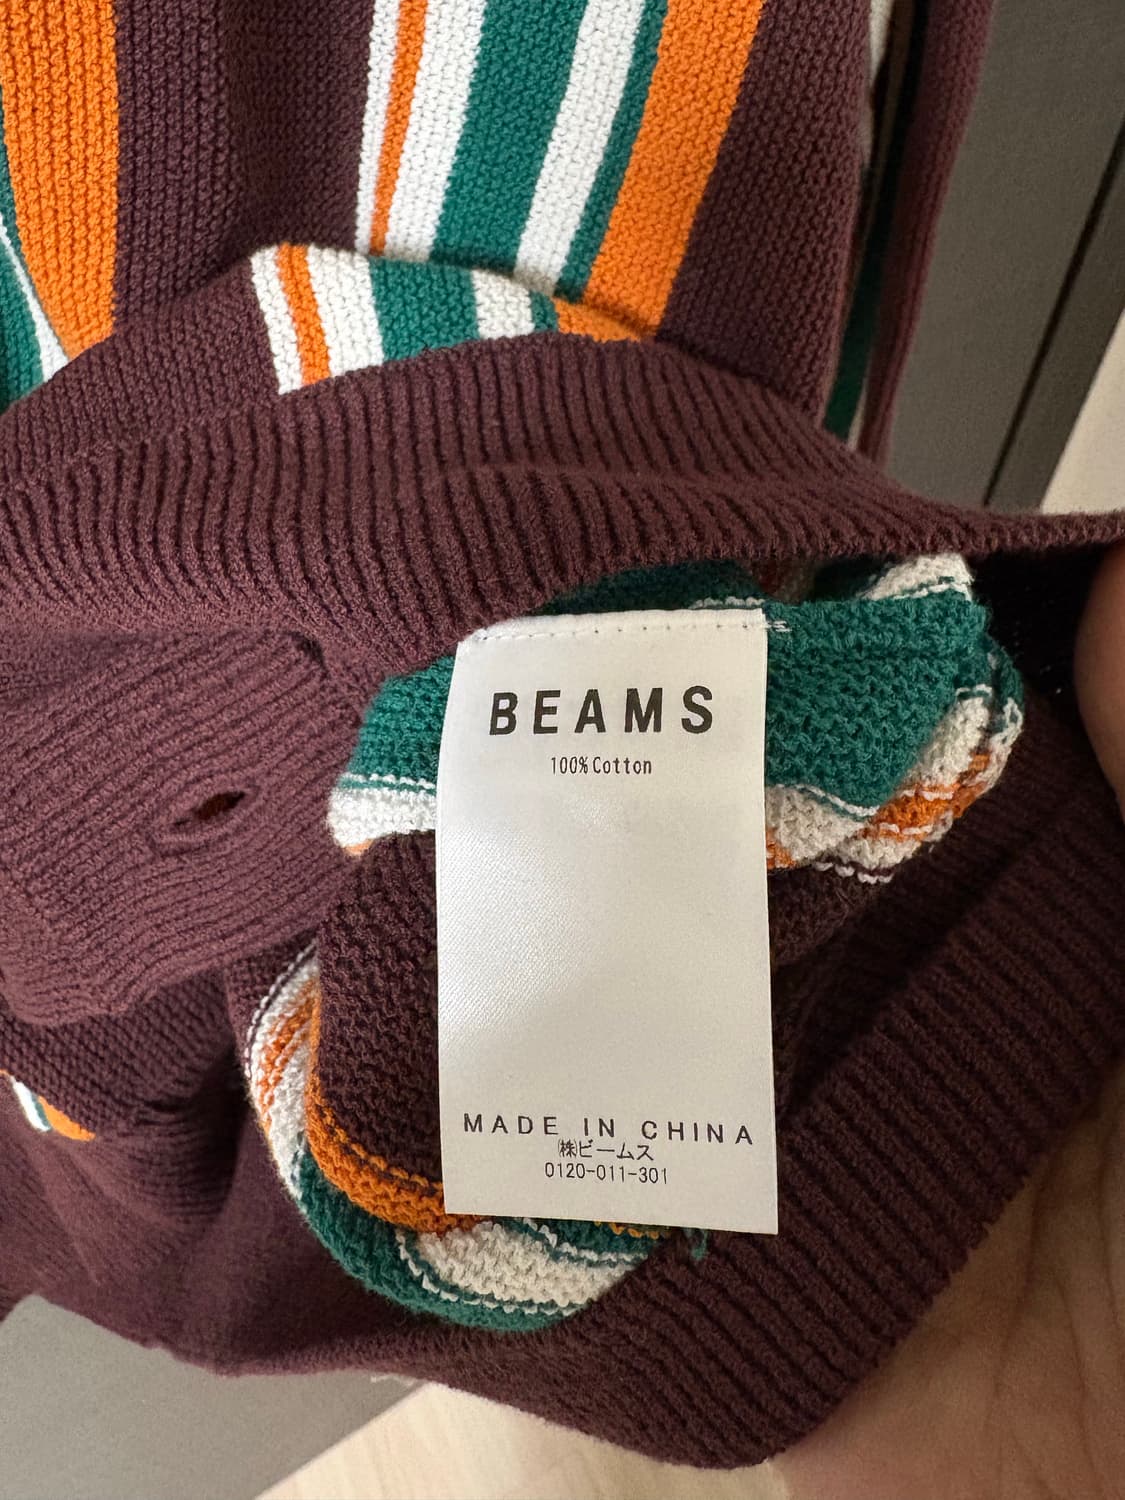 BEAMS
100% Cotton
MADE IN CHINA
㈱ビームス
0120-011-301